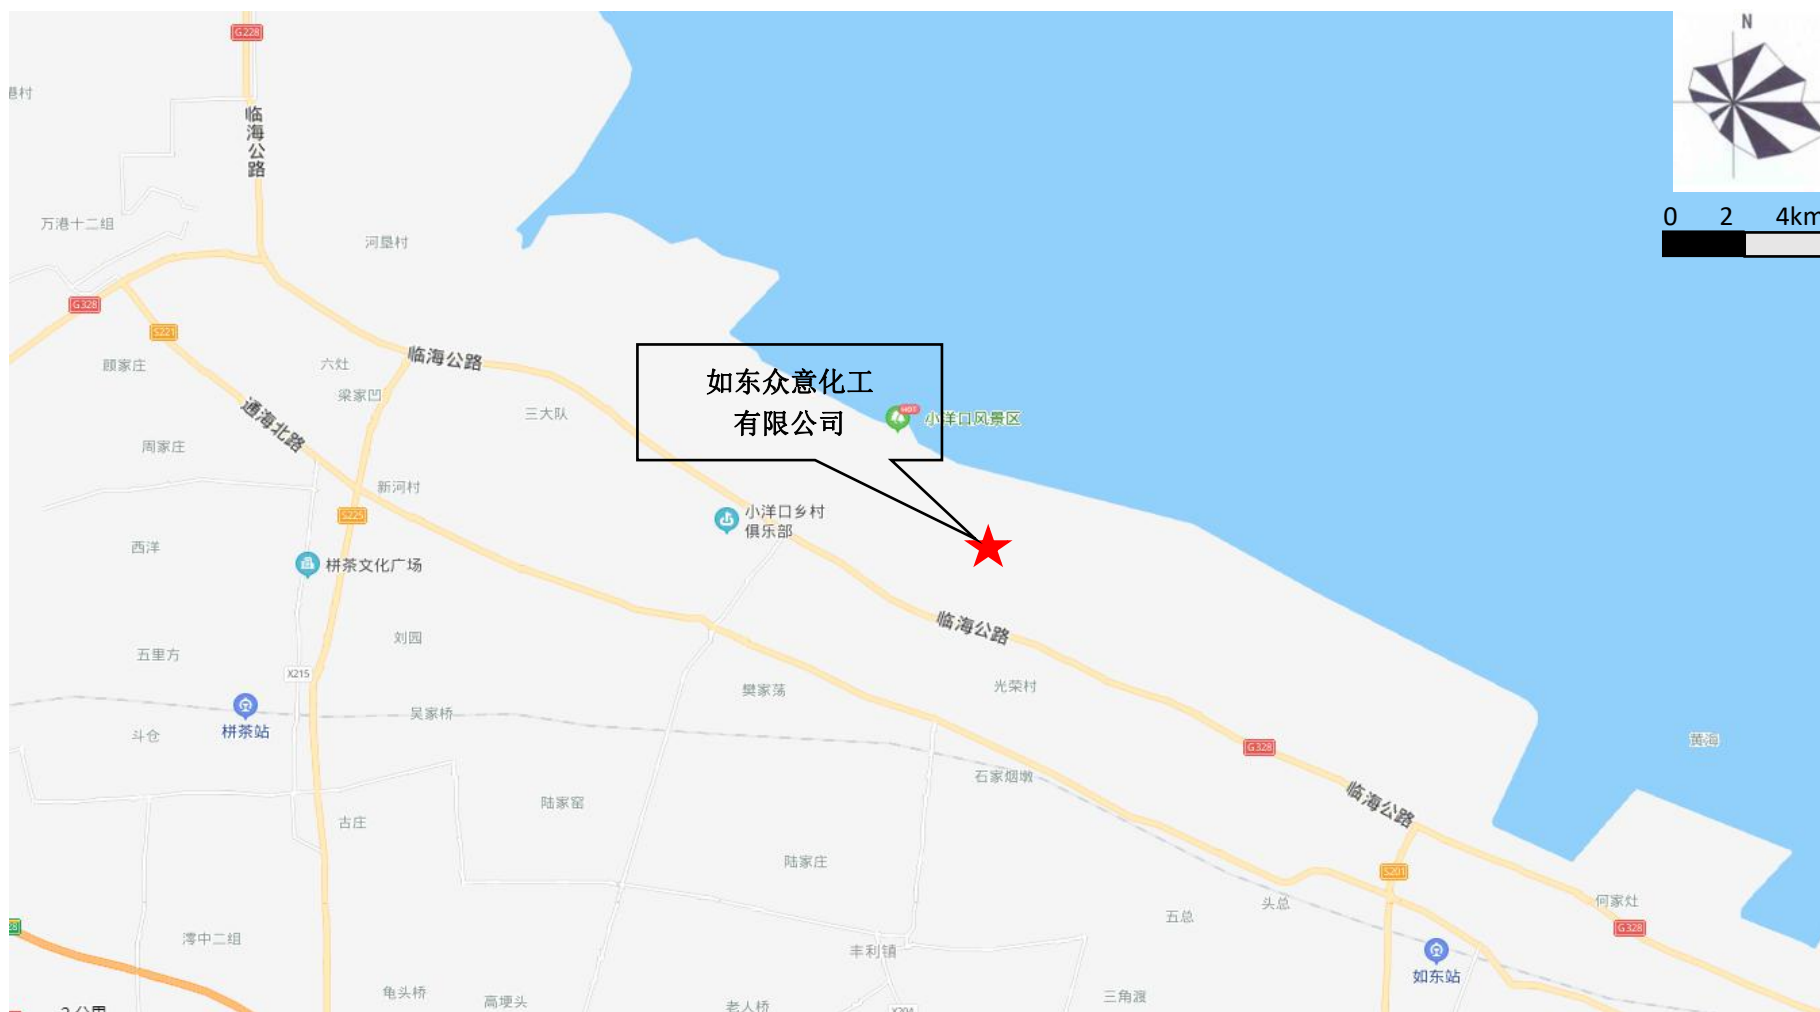 G228
N
临海公路
0 2 4km
万港十二组
河垦村
G328
S221
顾家庄
六灶
临海公路
梁家凹
如东众意化工
有限公司
三大队
HOT
小洋口风景区
通海北路
周家庄
新河村
S225
小洋口乡村
俱乐部
西洋
栟茶文化广场
临海公路
刘园
五里方
X215
光荣村
樊家荡
吴家桥
栟茶站
斗仓
G328
黄海
石家烟墩
临海公路
陆家窑
古庄
陆家庄
S201
何家灶
头总
五总
G328
澪中二组
丰利镇
如东站
龟头桥
高埂头
三角渡
老人桥